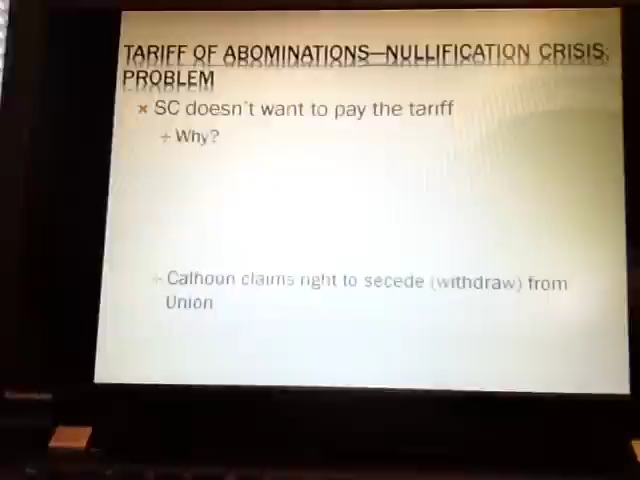 TARIFF OF ABOMINATIONS—NULLIFICATION CRISIS:
PROBLEM
SC doesn't want to pay the tariff
Why?
Calhoun claims right to secede (withdraw) from
Union